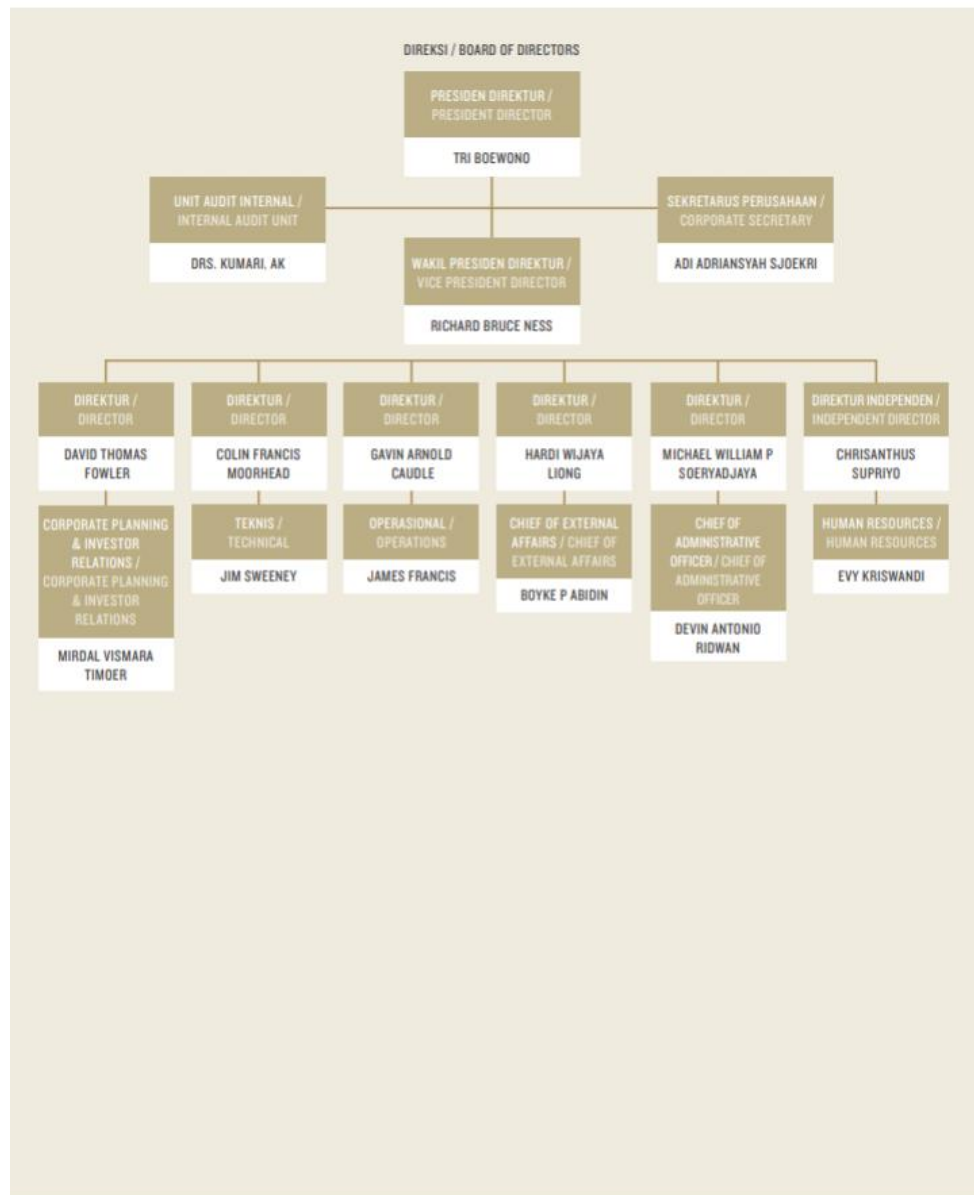 DIREKSI / BOARD OF DIRECTORS
PRESIDEN DIREKTUR /
PRESIDENT DIRECTOR
TRI BOEWONO
UNIT AUDIT INTERNAL /
INTERNAL AUDIT UNIT
DRS. KUMARI. AK
SEKRETARUS PERUSAHAAN /
CORPORATE SECRETARY
ADI ADRIANSYAH SJOEKRI
WAKIL PRESIDEN DIREKTUR /
VICE PRESIDENT DIRECTOR
RICHARD BRUCE NESS
DIREKTUR /
DIRECTOR
DAVID THOMAS
FOWLER
CORPORATE PLANNING
& INVESTOR
RELATIONS /
CORPORATE PLANNING
& INVESTOR
RELATIONS
MIRDAL VISMARA
TIMOER
DIREKTUR /
DIRECTOR
COLIN FRANCIS
MOORHEAD
TEKNIS /
TECHNICAL
JIM SWEENEY
DIREKTUR /
DIRECTOR
GAVIN ARNOLD
CAUDLE
OPERASIONAL /
OPERATIONS
JAMES FRANCIS
DIREKTUR /
DIRECTOR
HARDI WIJAYA
LIONG
CHIEF OF EXTERNAL
AFFAIRS / CHIEF OF
EXTERNAL AFFAIRS
BOYKE P ABIDIN
DIREKTUR /
DIRECTOR
MICHAEL WILLIAM P
SOERYADJAYA
CHIEF OF
ADMINISTRATIVE
OFFICER / CHIEF OF
ADMINISTRATIVE
OFFICER
DEVIN ANTONIO
RIDWAN
DIREKTUR INDEPENDEN /
INDEPENDENT DIRECTOR
CHRISANTHUS
SUPRIYO
HUMAN RESOURCES /
HUMAN RESOURCES
EVY KRISWANDI